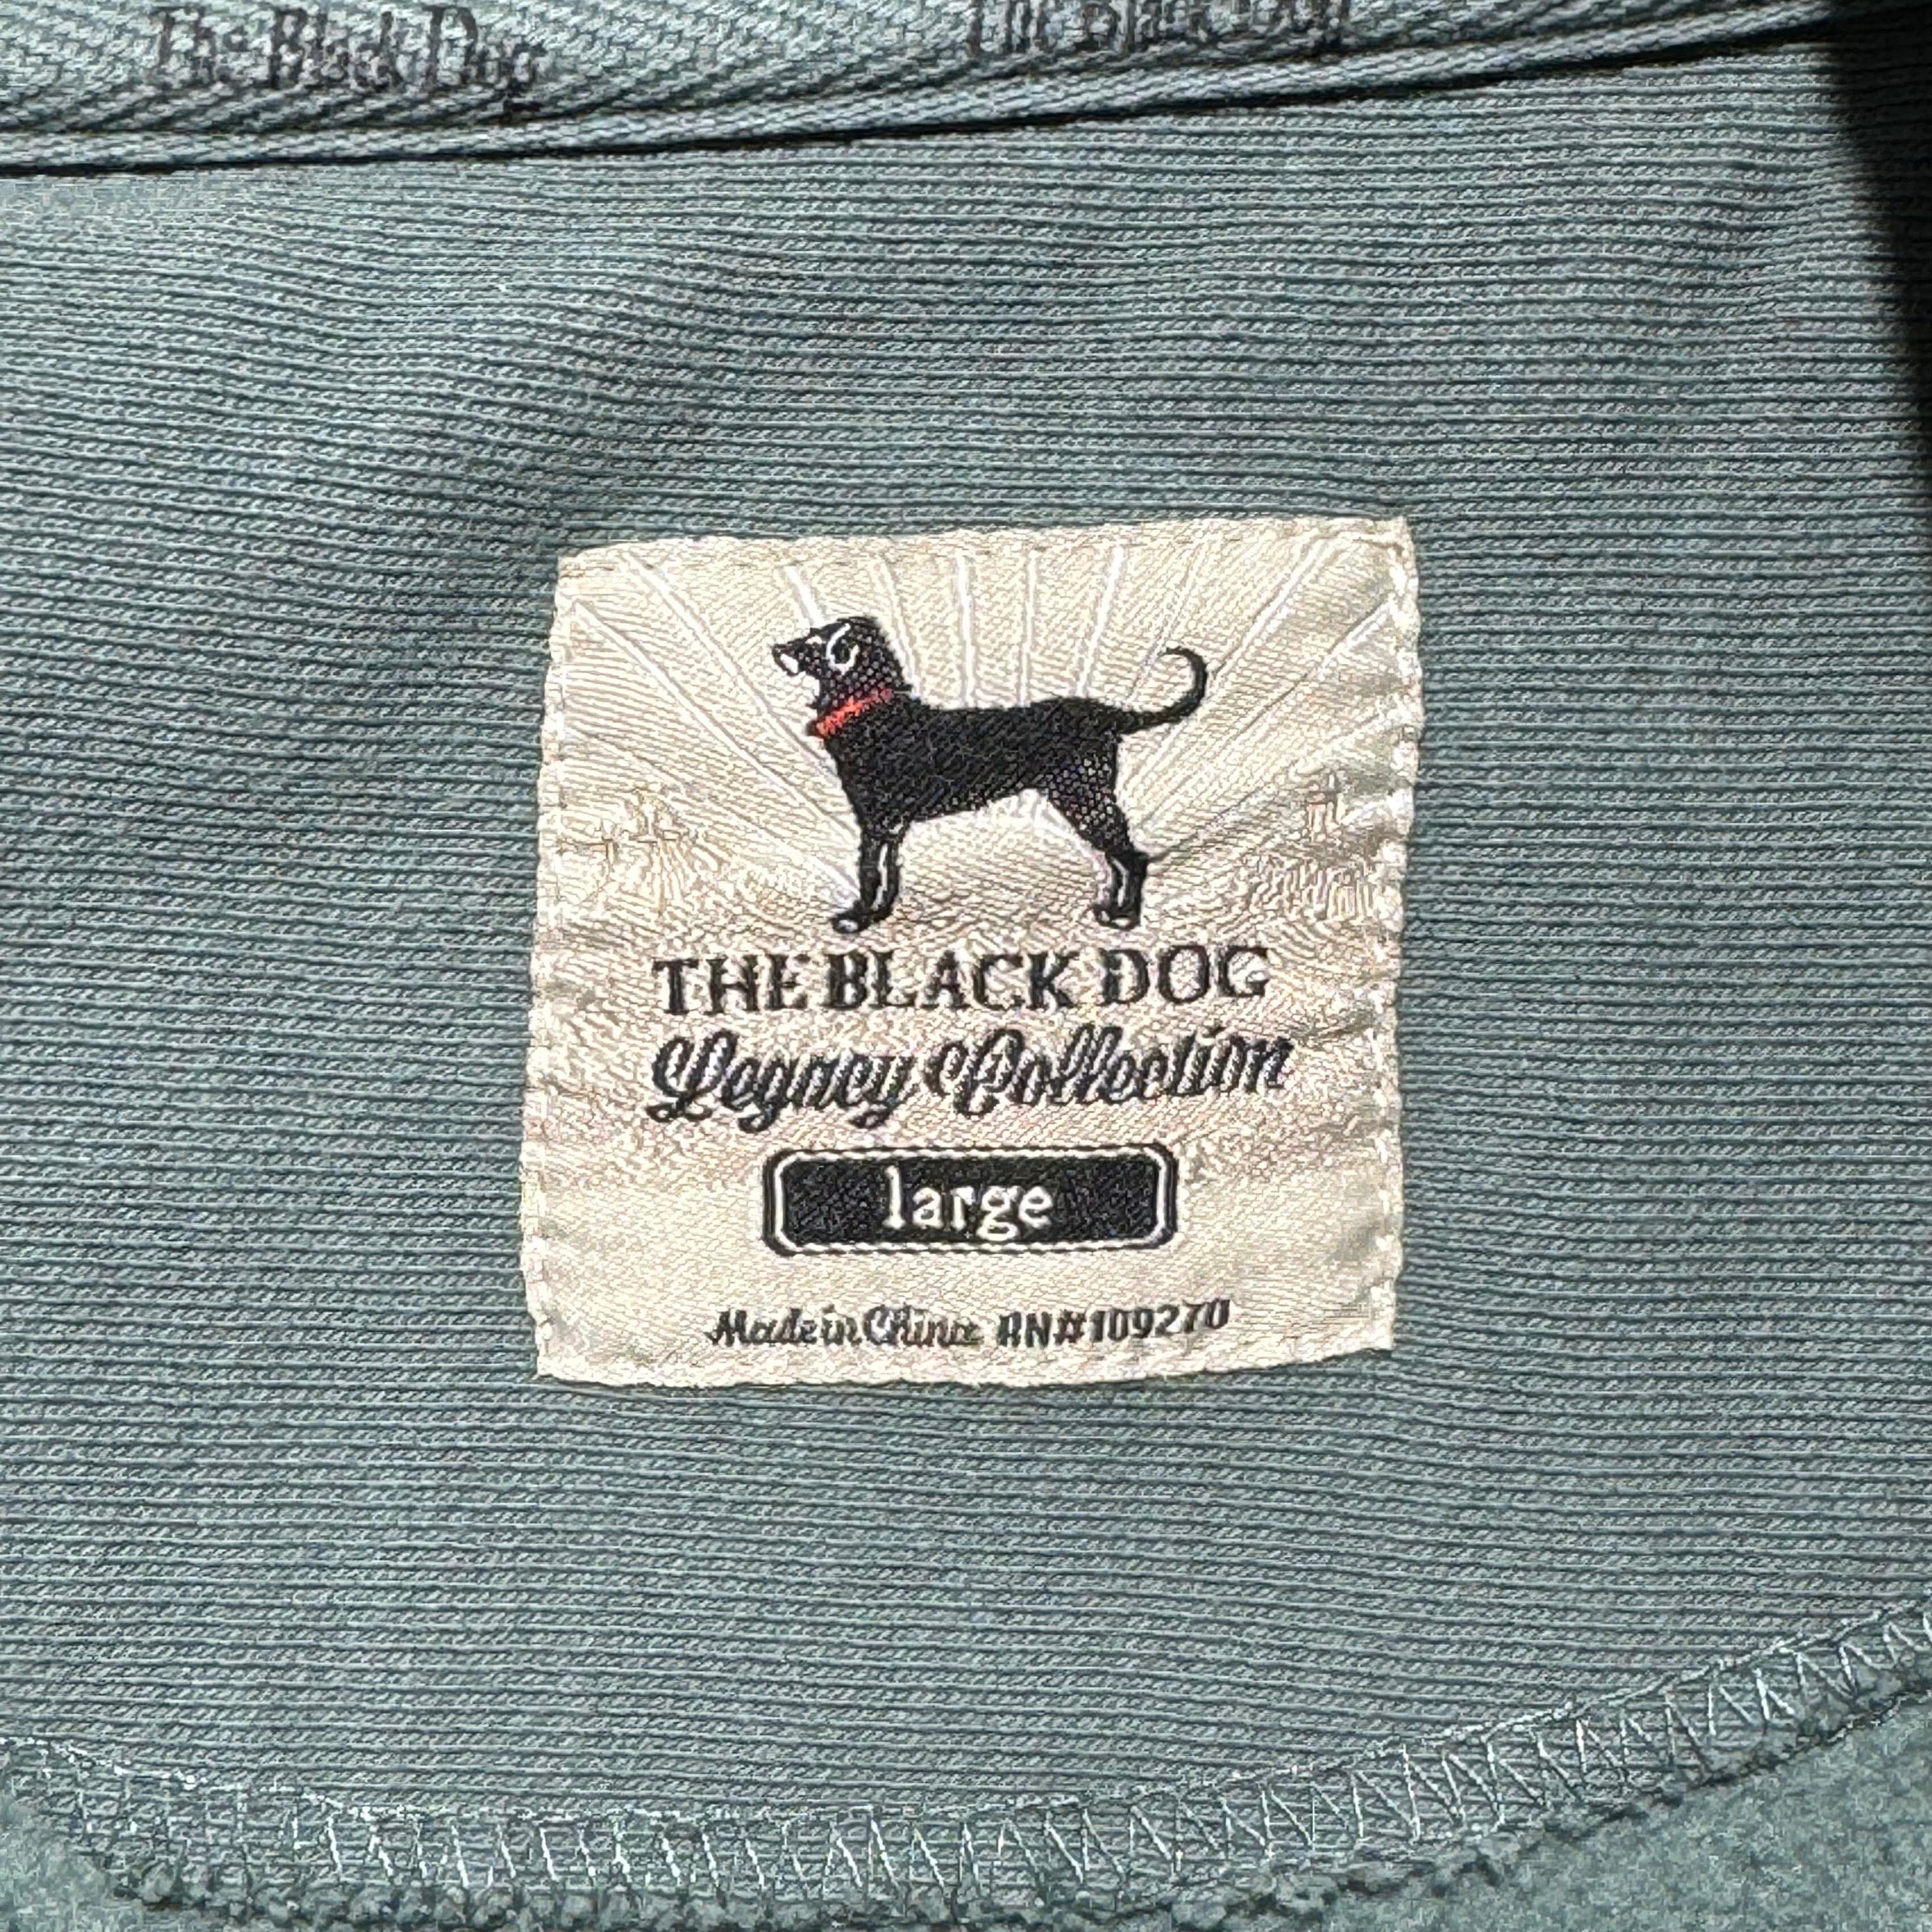 The Black Dog The Black Dog
THE BLACK DOG
Legacy Collection
large
Made in China RN#109270